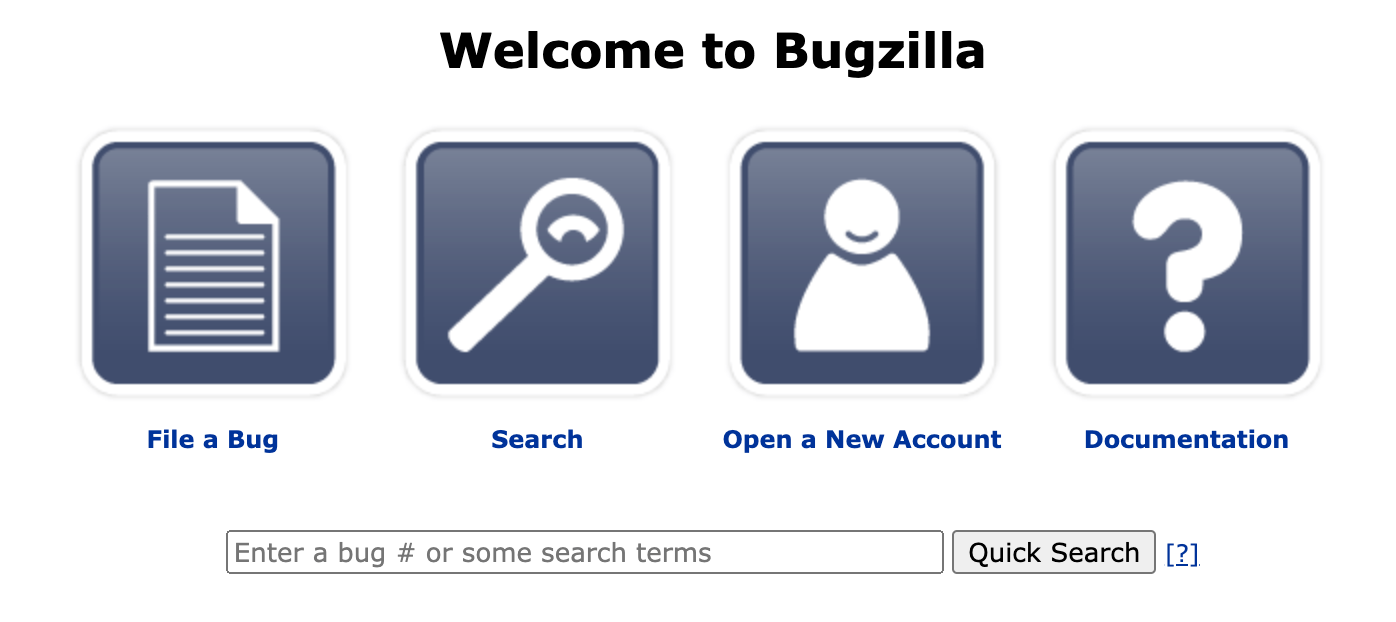 Welcome to Bugzilla
File a Bug
Search
Open a New Account
Documentation
Enter a bug # or some search terms
Quick Search
[?]